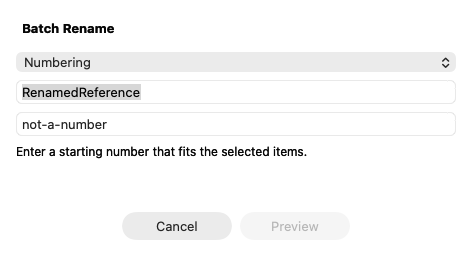 Batch Rename
Numbering
RenamedReference
not-a-number
Enter a starting number that fits the selected items.
Cancel Preview